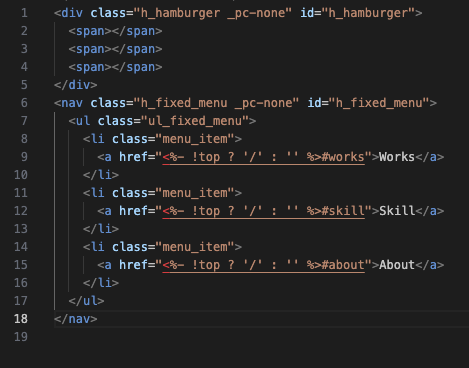 1 <div class="h_hamburger _pc-none" id="h_hamburger">
2   <span></span>
3   <span></span>
4   <span></span>
5 </div>
6 <nav class="h_fixed_menu _pc-none" id="h_fixed_menu">
7   <ul class="ul_fixed_menu">
8     <li class="menu_item">
9       <a href="<%- !top ? '/' : '' %>#works">Works</a>
10     </li>
11     <li class="menu_item">
12       <a href="<%- !top ? '/' : '' %>#skill">Skill</a>
13     </li>
14     <li class="menu_item">
15       <a href="<%- !top ? '/' : '' %>#about">About</a>
16     </li>
17   </ul>
18 </nav>
19